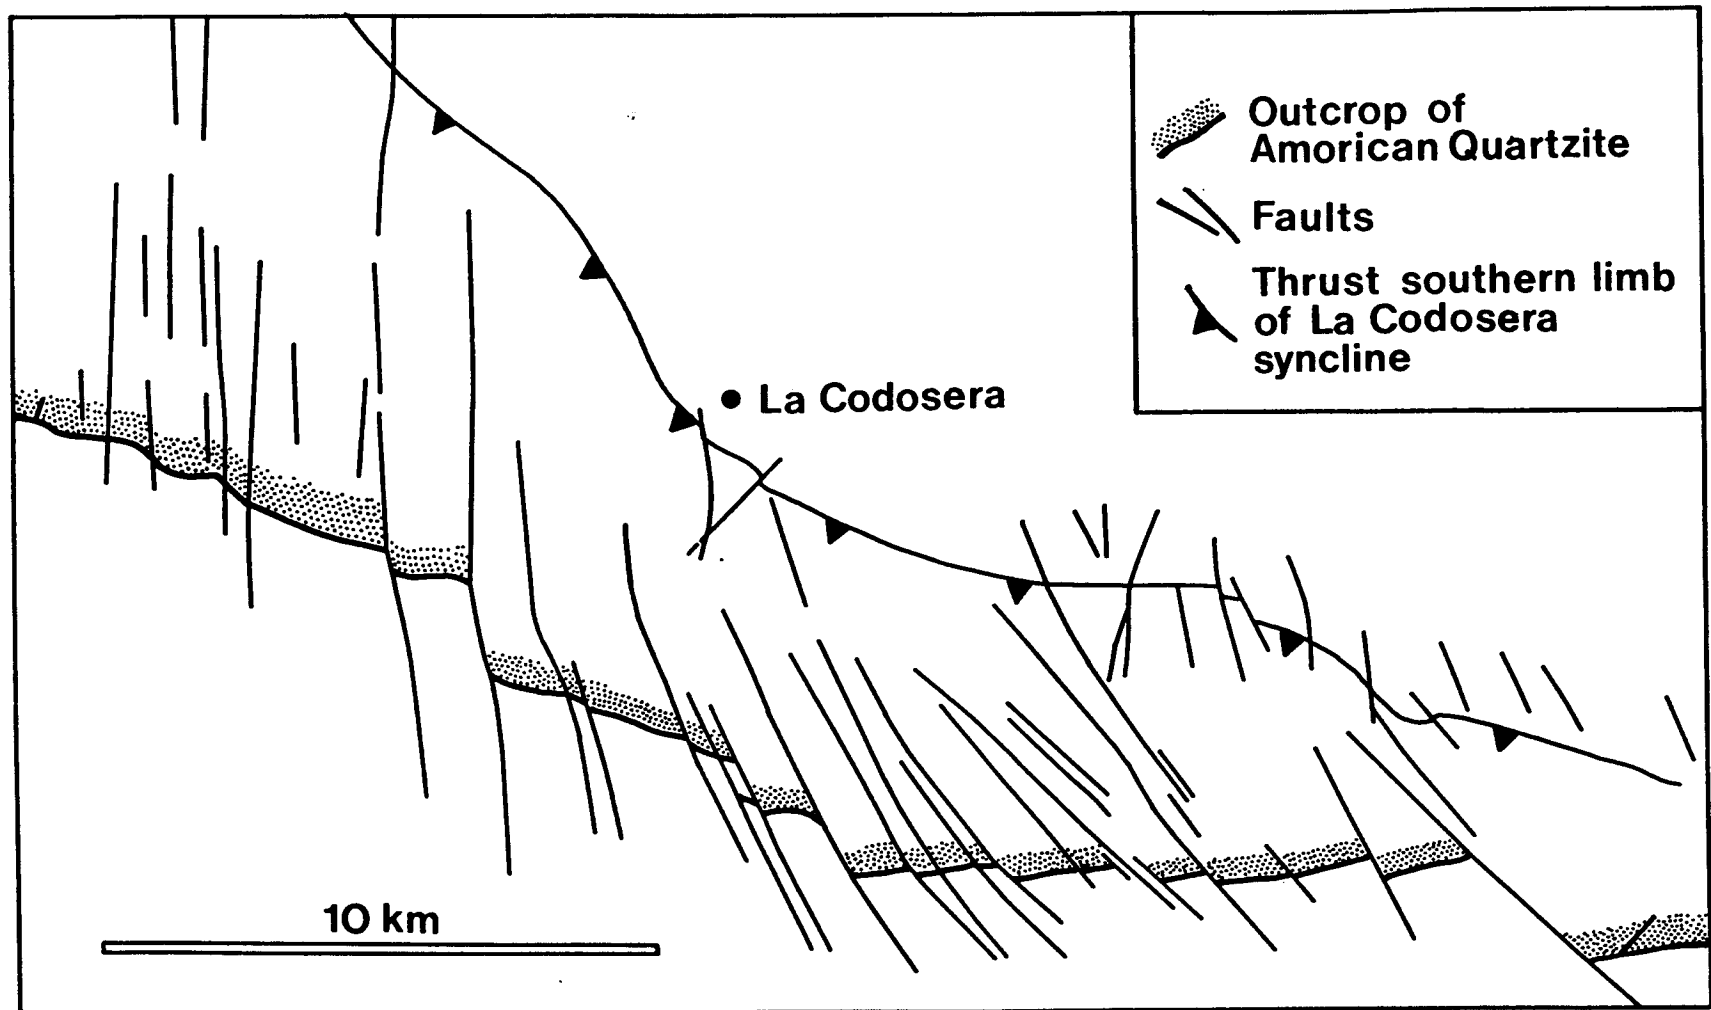 Outcrop of
Amorican Quartzite
Faults
Thrust southern limb
of La Codosera
syncline
La Codosera
10 km